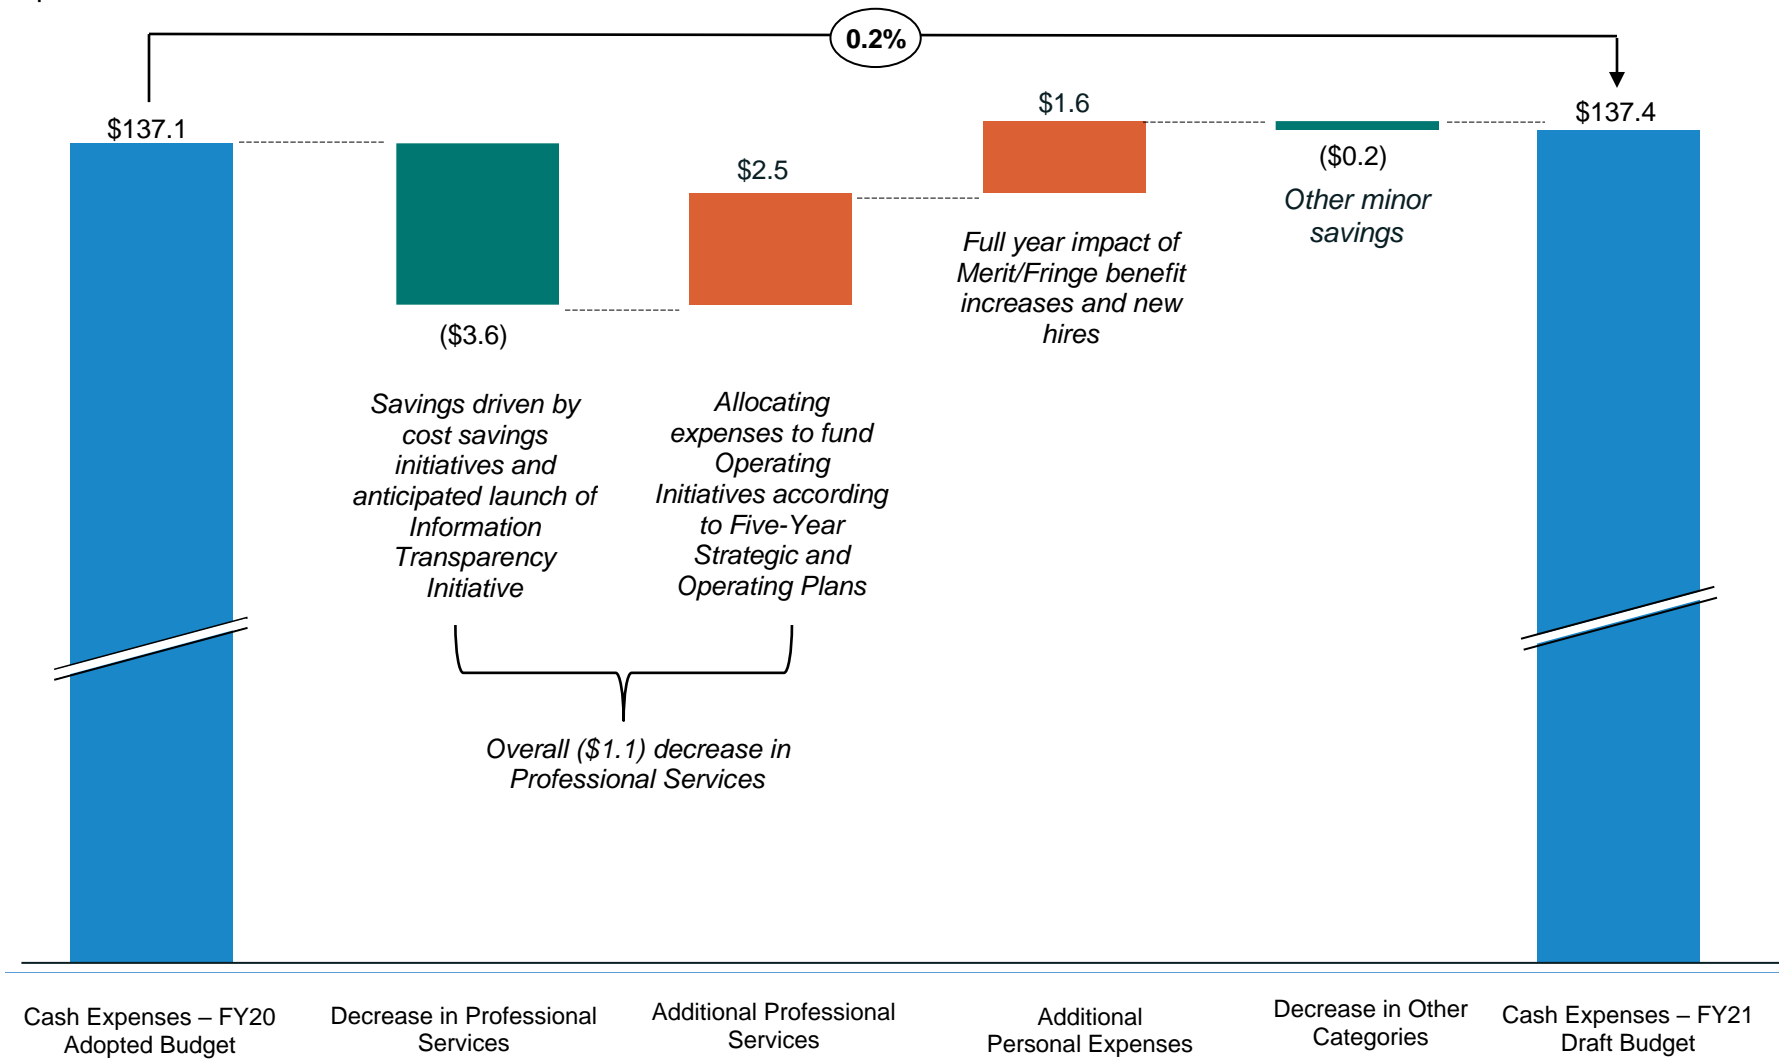 0.2%
$137.1
$2.5
$1.6
($0.2)
$137.4
($3.6)
Other minor
savings
Full year impact of
Merit/Fringe benefit
increases and new
hires
Savings driven by
cost savings
initiatives and
anticipated launch of
Information
Transparency
Initiative
Allocating
expenses to fund
Operating
Initiatives according
to Five-Year
Strategic and
Operating Plans
Overall ($1.1) decrease in
Professional Services
Cash Expenses – FY20
Adopted Budget
Decrease in Professional
Services
Additional Professional
Services
Additional
Personal Expenses
Decrease in Other
Categories
Cash Expenses – FY21
Draft Budget